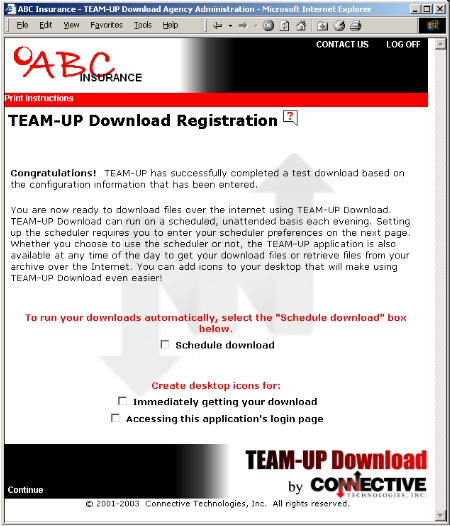 ABC Insurance - TEAM-UP Download Agency Administration - Microsoft Internet Explorer
File Edit View Favorites Tools Help
CONTACT US LOG OFF
ABC
INSURANCE
Print Instructions
TEAM-UP Download Registration ?
Congratulations! TEAM-UP has successfully completed a test download based on
the configuration information that has been entered.
You are now ready to download files over the internet using TEAM-UP Download.
TEAM-UP Download can run on a scheduled, unattended basis each evening. Setting
up the scheduler requires you to enter your scheduler preferences on the next page.
Whether you choose to use the scheduler or not, the TEAM-UP application is also
available at any time of the day to get your download files or retrieve files from your
archive over the Internet. You can add icons to your desktop that will make using
TEAM-UP Download even easier!
To run your downloads automatically, select the "Schedule download" box
below.
Schedule download
Create desktop icons for:
Immediately getting your download
Accessing this application's login page
TEAM-UP Download
by CONNECTIVE
TECHNOLOGIES, INC.
Continue
© 2001-2003 Connective Technologies, Inc. All rights reserved.